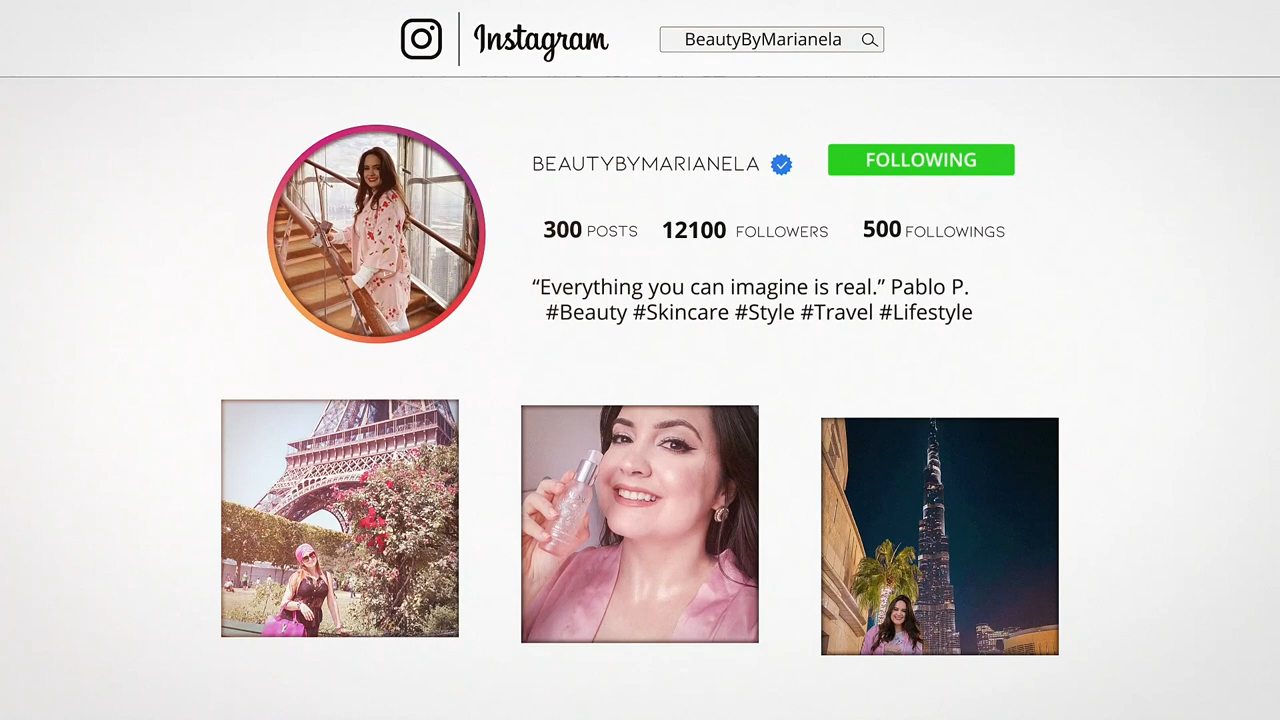 Instagram
BeautyByMarianela
BEAUTYBYMARIANELA
FOLLOWING
300 POSTS 12100 FOLLOWERS 500 FOLLOWINGS
“Everything you can imagine is real.” Pablo P.
#Beauty #Skincare #Style #Travel #Lifestyle